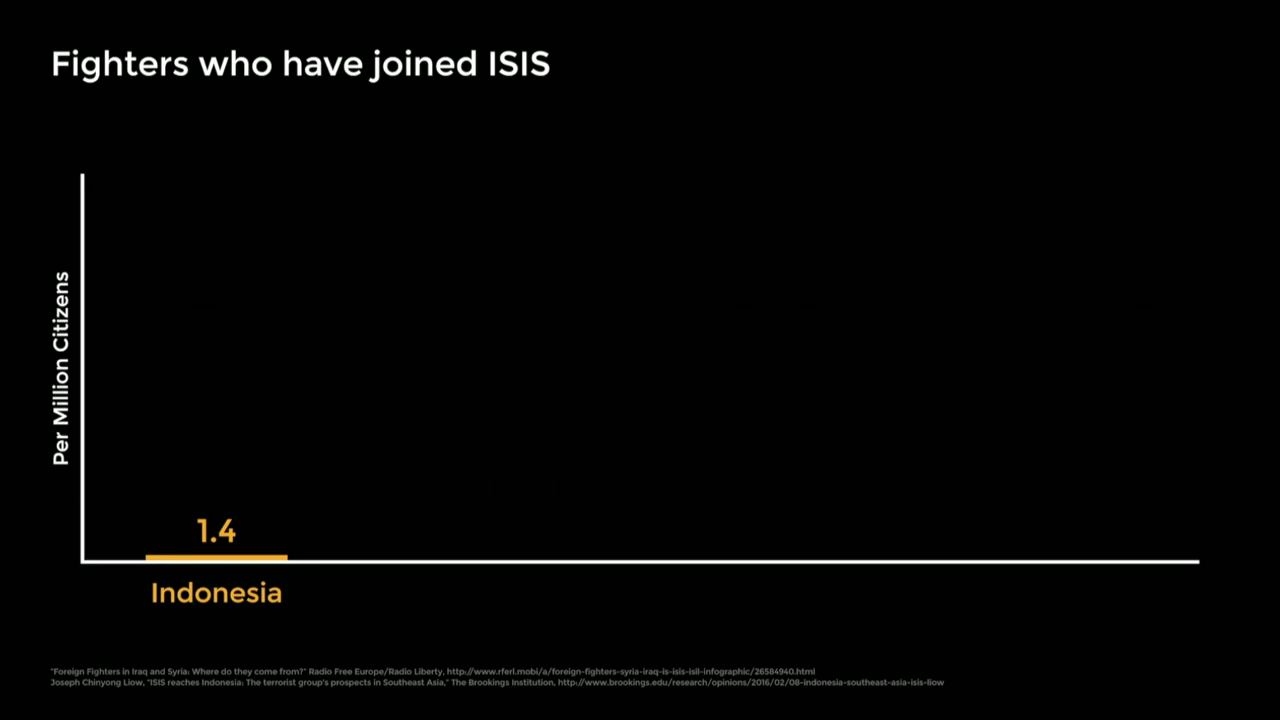 Fighters who have joined ISIS
Per Million Citizens
1.4
Indonesia
"Foreign Fighters in Iraq and Syria: Where do they come from?" Radio Free Europe/Radio Liberty, http://www.rferl.mobi/a/foreign-fighters-syria-iraq-is-isis-isil-infographic/26584940.html
Joseph Chinyong Liow, "ISIS reaches Indonesia: The terrorist group's prospects in Southeast Asia," The Brookings Institution, http://www.brookings.edu/research/opinions/2016/02/08-indonesia-southeast-asia-isis-liow